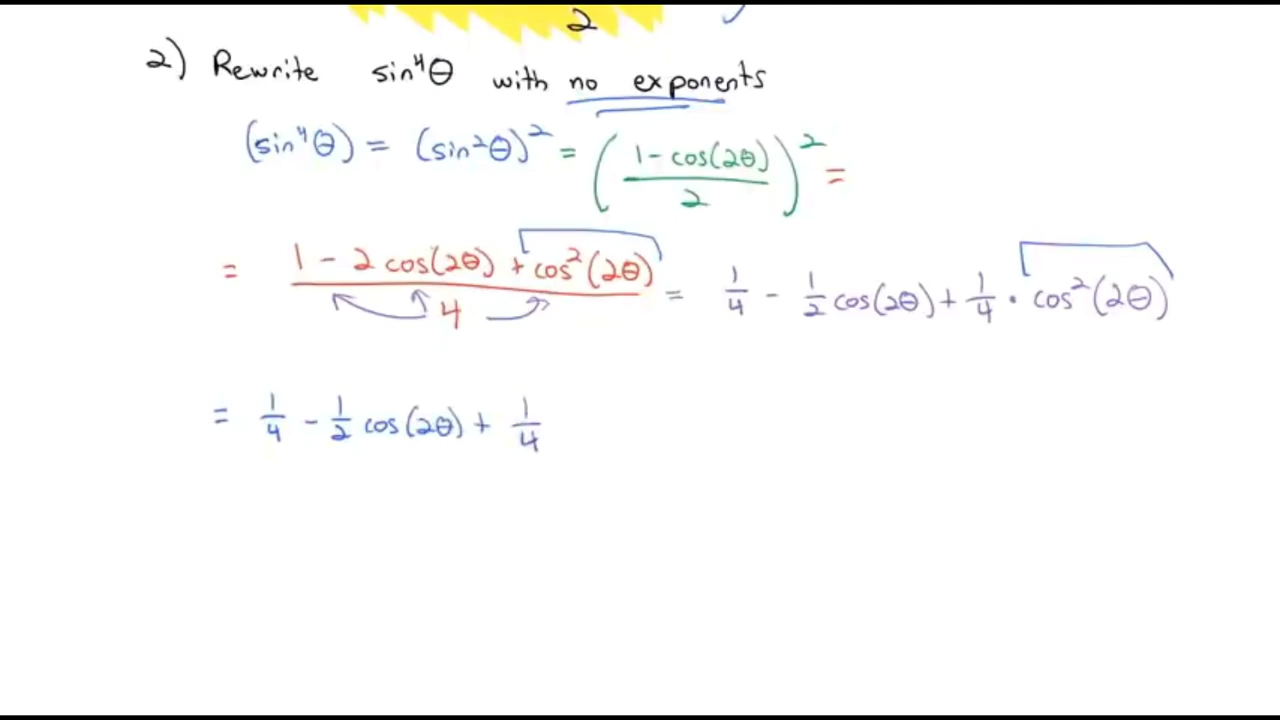 2
2) Rewrite sin⁴θ with no exponents
(sin⁴θ) = (sin²θ)² = ((1 - cos(2θ))/2)² =
= (1 - 2 cos(2θ) + cos²(2θ))/4 = 1/4 - 1/2 cos(2θ) + 1/4 · cos²(2θ)
= 1/4 - 1/2 cos(2θ) + 1/4